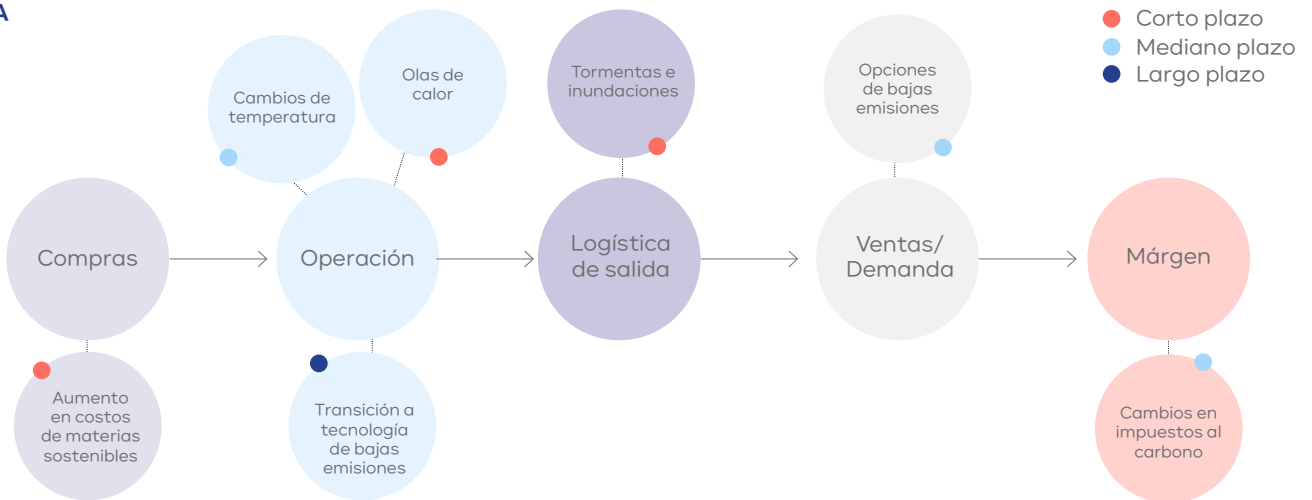 A
Corto plazo
Mediano plazo
Largo plazo
Cambios de
temperatura
Olas de
calor
Tormentas e
inundaciones
Opciones
de bajas
emisiones
Compras
Operación
Logística
de salida
Ventas/
Demanda
Márgen
Aumento
en costos
de materias
sostenibles
Transición a
tecnología
de bajas
emisiones
Cambios en
impuestos al
carbono